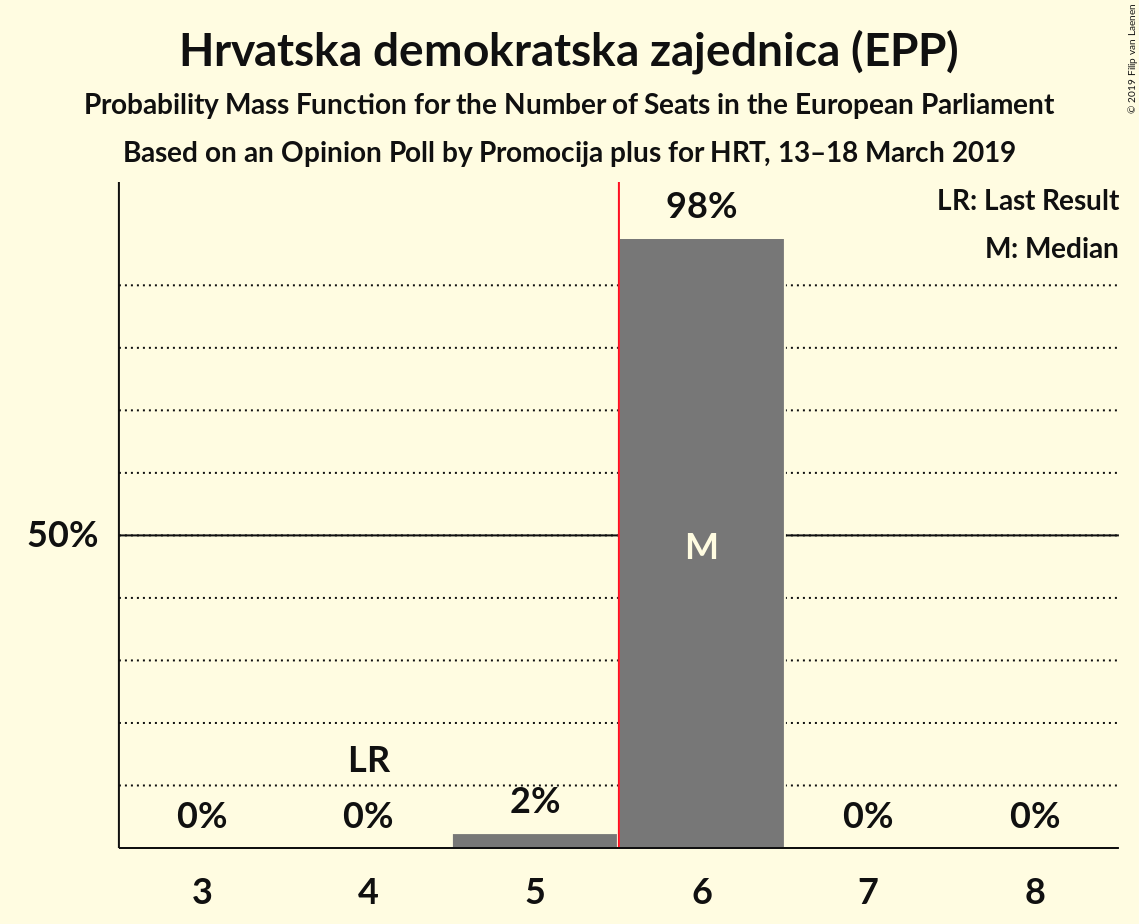 Hrvatska demokratska zajednica (EPP)
Probability Mass Function for the Number of Seats in the European Parliament
Based on an Opinion Poll by Promocija plus for HRT, 13–18 March 2019
© 2019 Filip van Laenen
LR: Last Result
M: Median
98%
50%
M
LR
0%
0%
2%
0%
0%
3
4
5
6
7
8